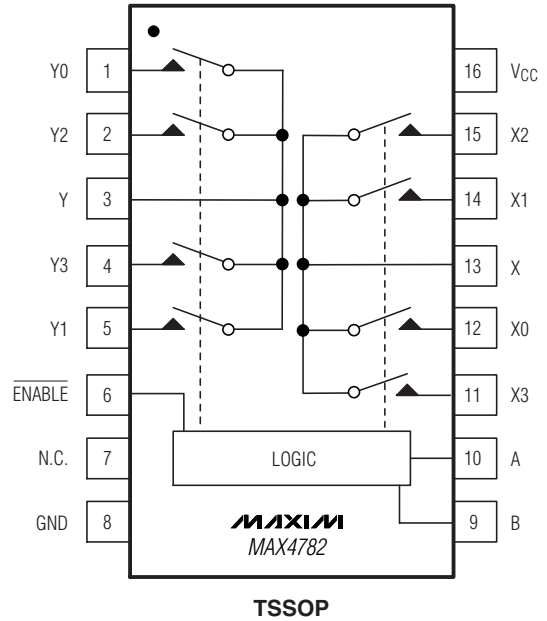 Y0 1 16 VCC
Y2 2 15 X2
Y 3 14 X1
Y3 4 13 X
Y1 5 12 X0
ENABLE 6 11 X3
N.C. 7 LOGIC 10 A
GND 8 MAXIM 9 B
MAX4782
TSSOP